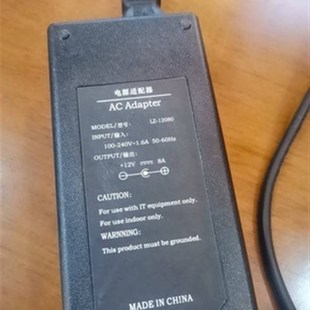 电源适配器
AC Adapter
MODEL/型号: LZ-12080
INPUT/输入:
100-240V~1.6A 50-60Hz
OUTPUT/输出:
+12V 8A
CAUTION:
For use with IT equipment only.
For use indoor only.
WARNING:
This product must be grounded.
MADE IN CHINA